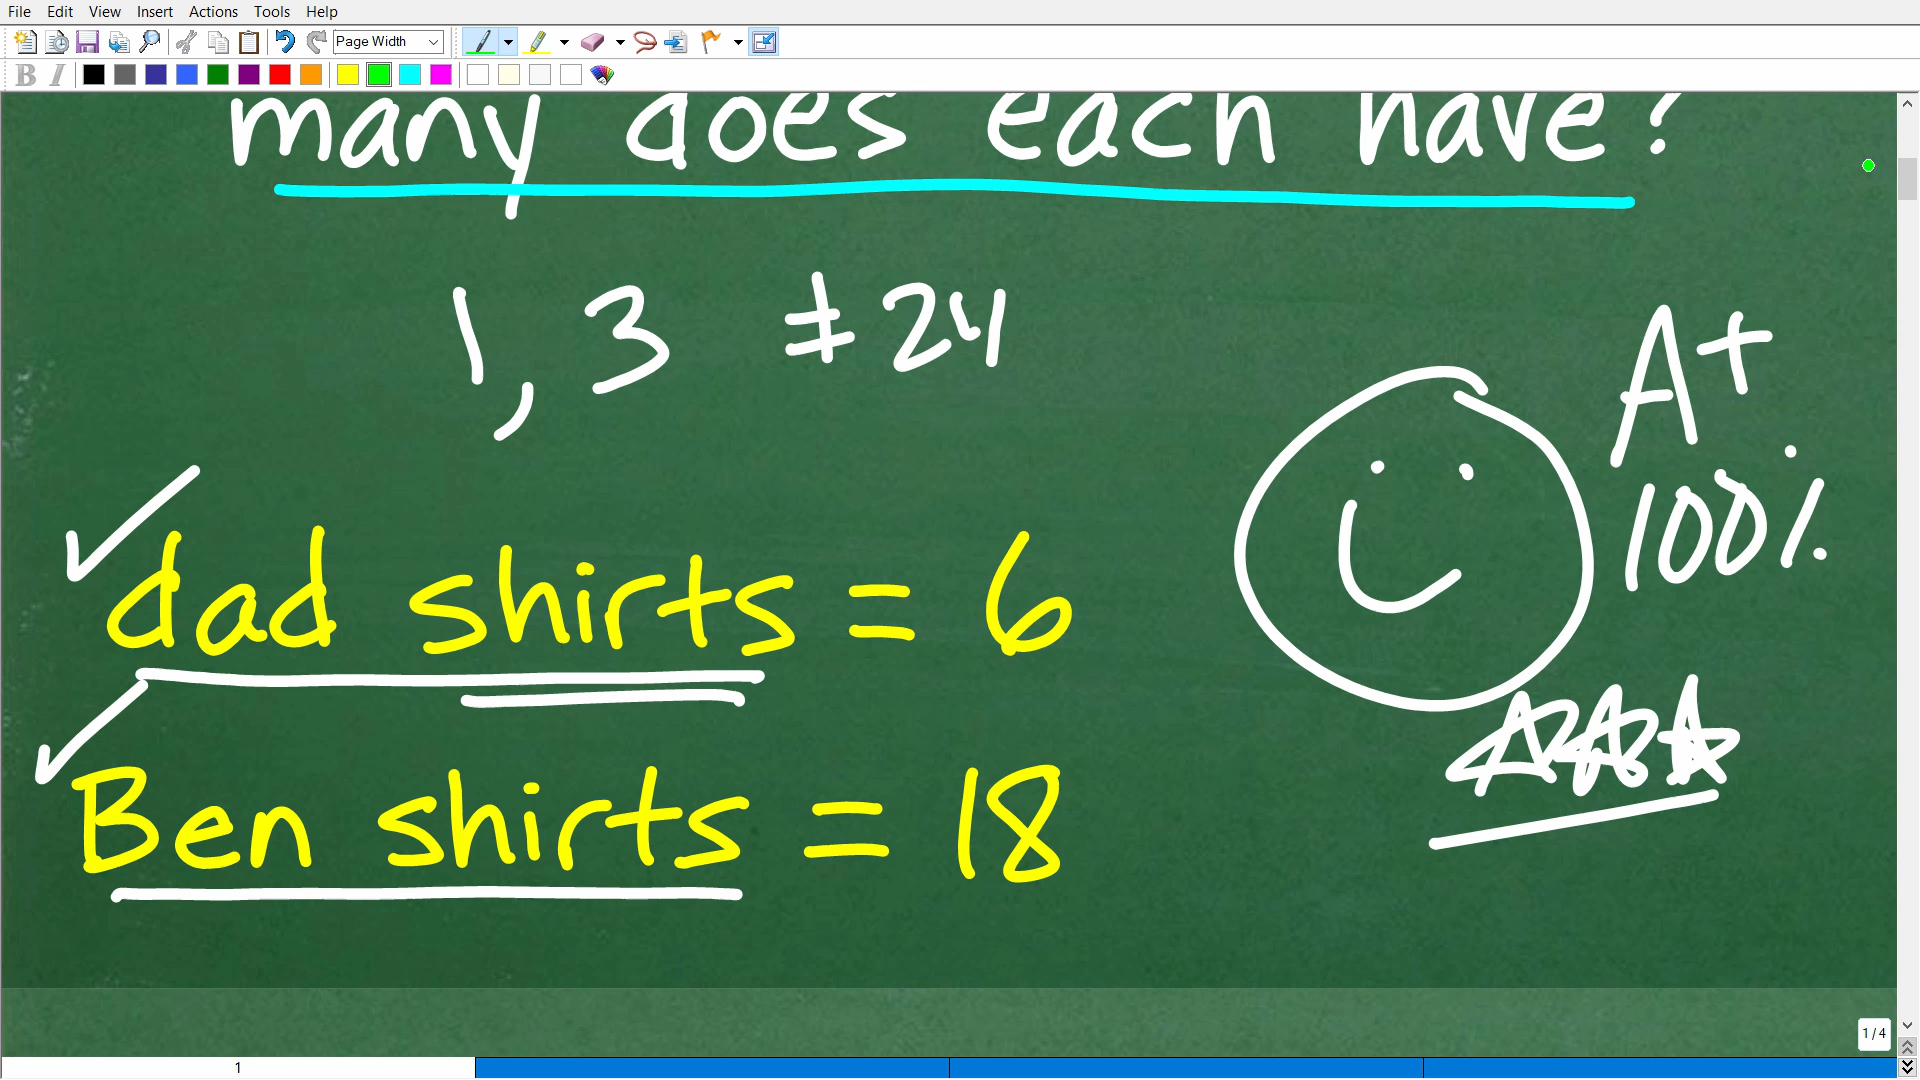 File Edit View Insert Actions Tools Help
Page Width
B I
many does each have?
1, 3 ≠ 24
A+
100%
dad shirts = 6
Ben shirts = 18
1 / 4
1